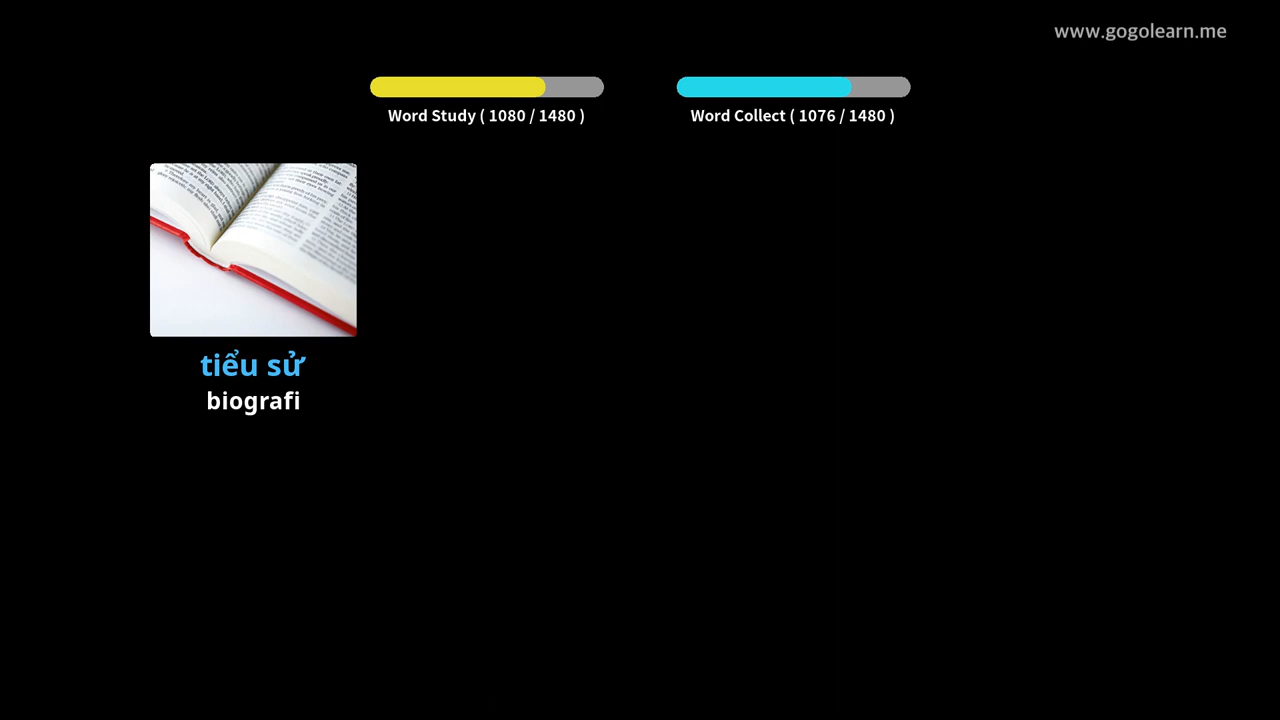 www.gogolearn.me
Word Study ( 1080 / 1480 )
Word Collect ( 1076 / 1480 )
tiểu sử
biografi